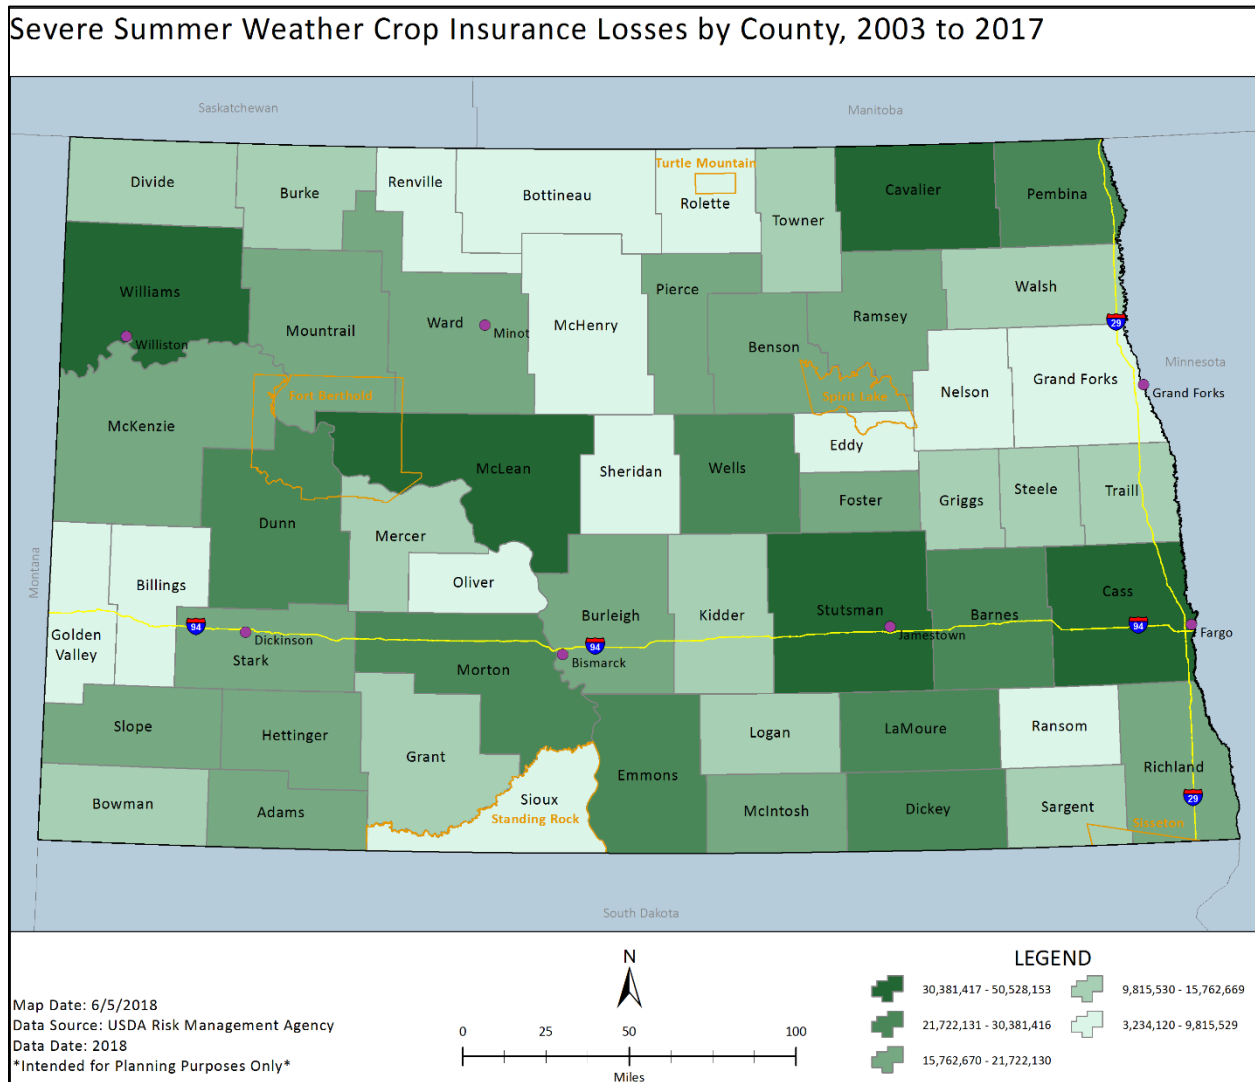 Severe Summer Weather Crop Insurance Losses by County, 2003 to 2017
Saskatchewan
Manitoba
Divide
Burke
Renville
Bottineau
Turtle Mountain
Rolette
Towner
Cavalier
Pembina
Williams
Williston
Mountrail
Ward
Minot
McHenry
Pierce
Benson
Ramsey
Walsh
29
Minnesota
Nelson
Grand Forks
Grand Forks
McKenzie
Fort Berthold
Spirit Lake
Eddy
McLean
Sheridan
Wells
Foster
Griggs
Steele
Traill
Dunn
Mercer
Montana
Billings
Oliver
Golden
Valley
94
Dickinson
Stark
Burleigh
94
Bismarck
Kidder
Stutsman
Jamestown
Barnes
Cass
94
Fargo
Morton
Slope
Hettinger
Grant
Emmons
Logan
LaMoure
Ransom
Richland
Bowman
Adams
Sioux
Standing Rock
McIntosh
Dickey
Sargent
29
Sisseton
South Dakota
N
LEGEND
30,381,417 - 50,528,153
9,815,530 - 15,762,669
21,722,131 - 30,381,416
3,234,120 - 9,815,529
15,762,670 - 21,722,130
Map Date: 6/5/2018
Data Source: USDA Risk Management Agency
Data Date: 2018
*Intended for Planning Purposes Only*
0 25 50 100
Miles